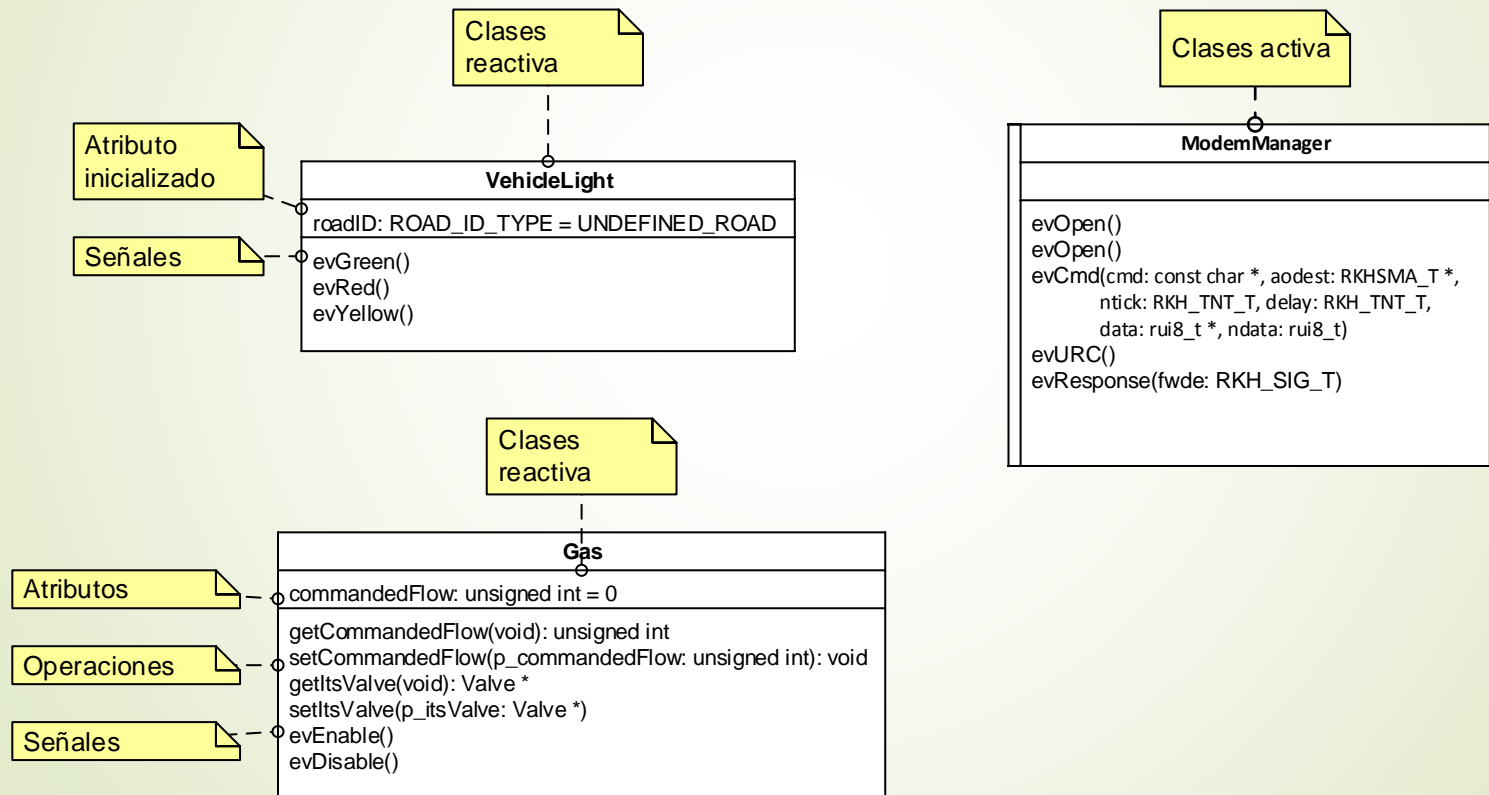 Clases
reactiva
Atributo
inicializado
Señales
VehicleLight
roadID: ROAD_ID_TYPE = UNDEFINED_ROAD
evGreen()
evRed()
evYellow()
Clases activa
ModemManager
evOpen()
evOpen()
evCmd(cmd: const char *, aodest: RKHSMA_T *,
ntick: RKH_TNT_T, delay: RKH_TNT_T,
data: rui8_t *, ndata: rui8_t)
evURC()
evResponse(fwde: RKH_SIG_T)
Clases
reactiva
Atributos
Operaciones
Señales
Gas
commandedFlow: unsigned int = 0
getCommandedFlow(void): unsigned int
setCommandedFlow(p_commandedFlow: unsigned int): void
getItsValve(void): Valve *
setItsValve(p_itsValve: Valve *)
evEnable()
evDisable()